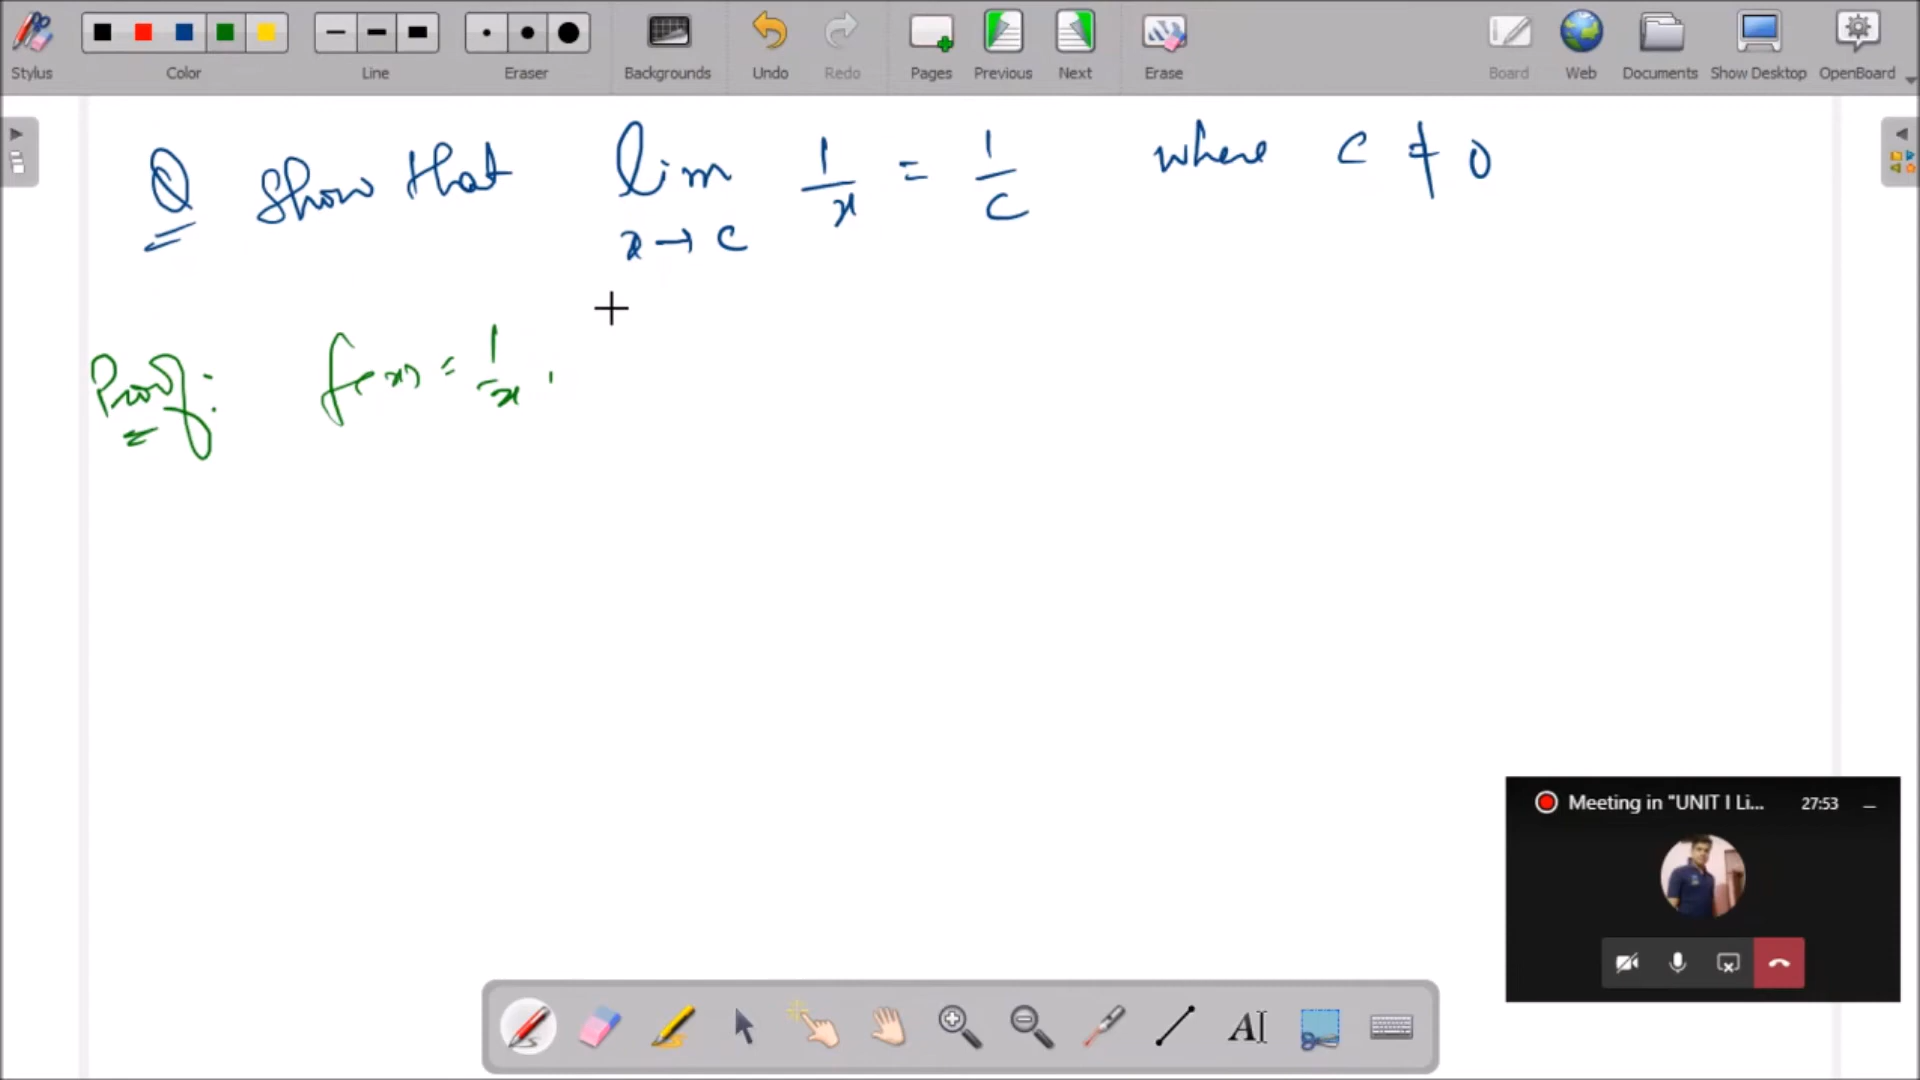 Stylus Color Line Eraser Backgrounds Undo Redo Pages Previous Next Erase Board Web Documents Show Desktop OpenBoard
Q Show that lim x→c 1/x = 1/c where c ≠ 0
Proof: f(x) = 1/x ,
Meeting in "UNIT I Li... 27:53
AI